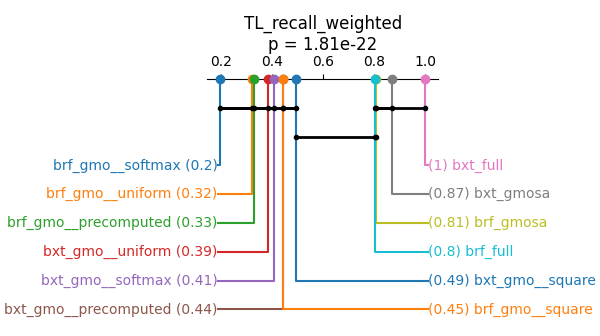 TL_recall_weighted
p = 1.81e-22
0.2 0.4 0.6 0.8 1.0
brf_gmo__softmax (0.2) (1) bxt_full
brf_gmo__uniform (0.32) (0.87) bxt_gmosa
brf_gmo__precomputed (0.33) (0.81) brf_gmosa
bxt_gmo__uniform (0.39) (0.8) brf_full
bxt_gmo__softmax (0.41) (0.49) bxt_gmo__square
bxt_gmo__precomputed (0.44) (0.45) brf_gmo__square